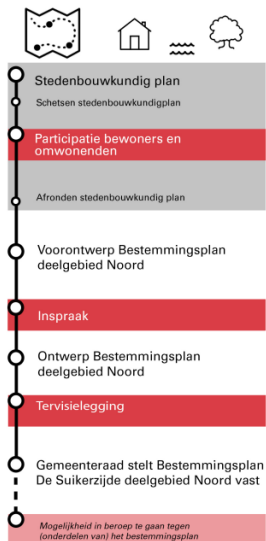 Stedenbouwkundig plan
Schetsen stedenbouwkundigplan
Participatie bewoners en
omwonenden
Afronden stedenbouwkundig plan
Voorontwerp Bestemmingsplan
deelgebied Noord
Inspraak
Ontwerp Bestemmingsplan
deelgebied Noord
Tervisielegging
Gemeenteraad stelt Bestemmingsplan
De Suikerzijde deelgebied Noord vast
Mogelijkheid in beroep te gaan tegen
(onderdelen van) het bestemmingsplan